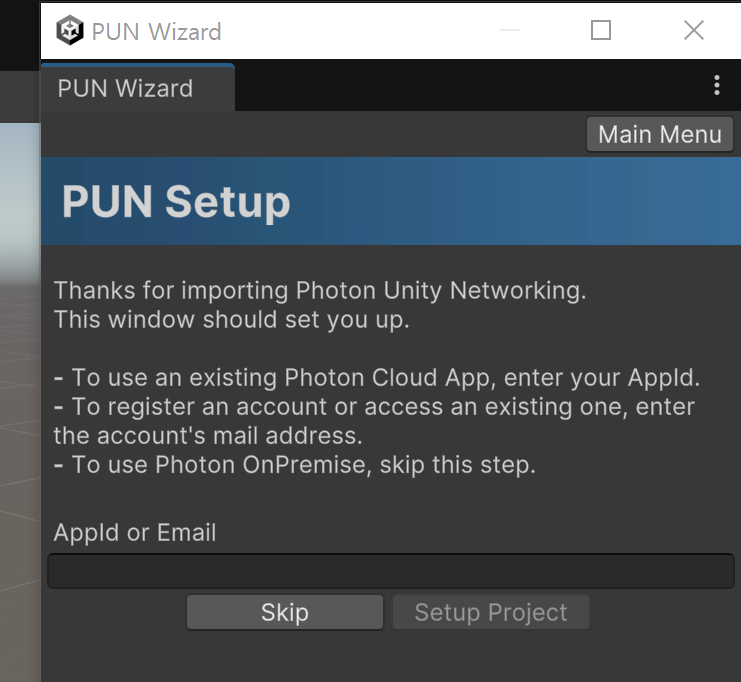 PUN Wizard
PUN Wizard
Main Menu
PUN Setup
Thanks for importing Photon Unity Networking.
This window should set you up.
- To use an existing Photon Cloud App, enter your AppId.
- To register an account or access an existing one, enter
the account's mail address.
- To use Photon OnPremise, skip this step.
AppId or Email
Skip Setup Project